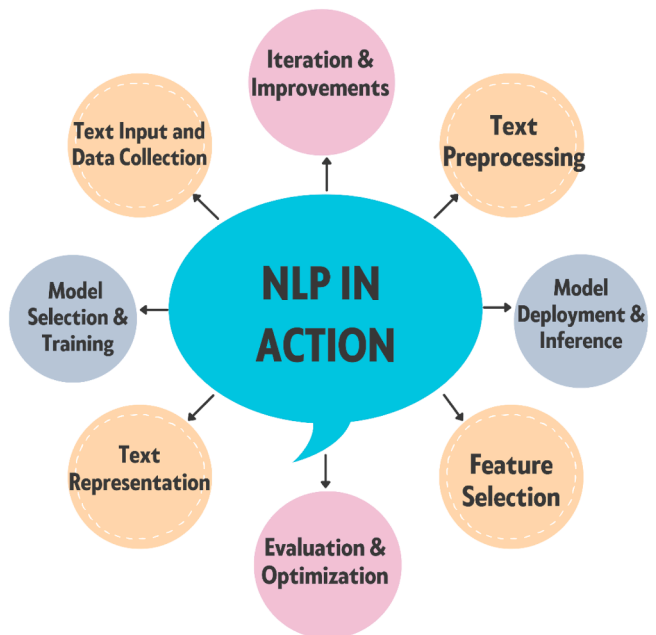 Iteration &
Improvements
Text Input and
Data Collection
Text
Preprocessing
NLP IN
ACTION
Model
Selection &
Training
Model
Deployment &
Inference
Text
Representation
Feature
Selection
Evaluation &
Optimization